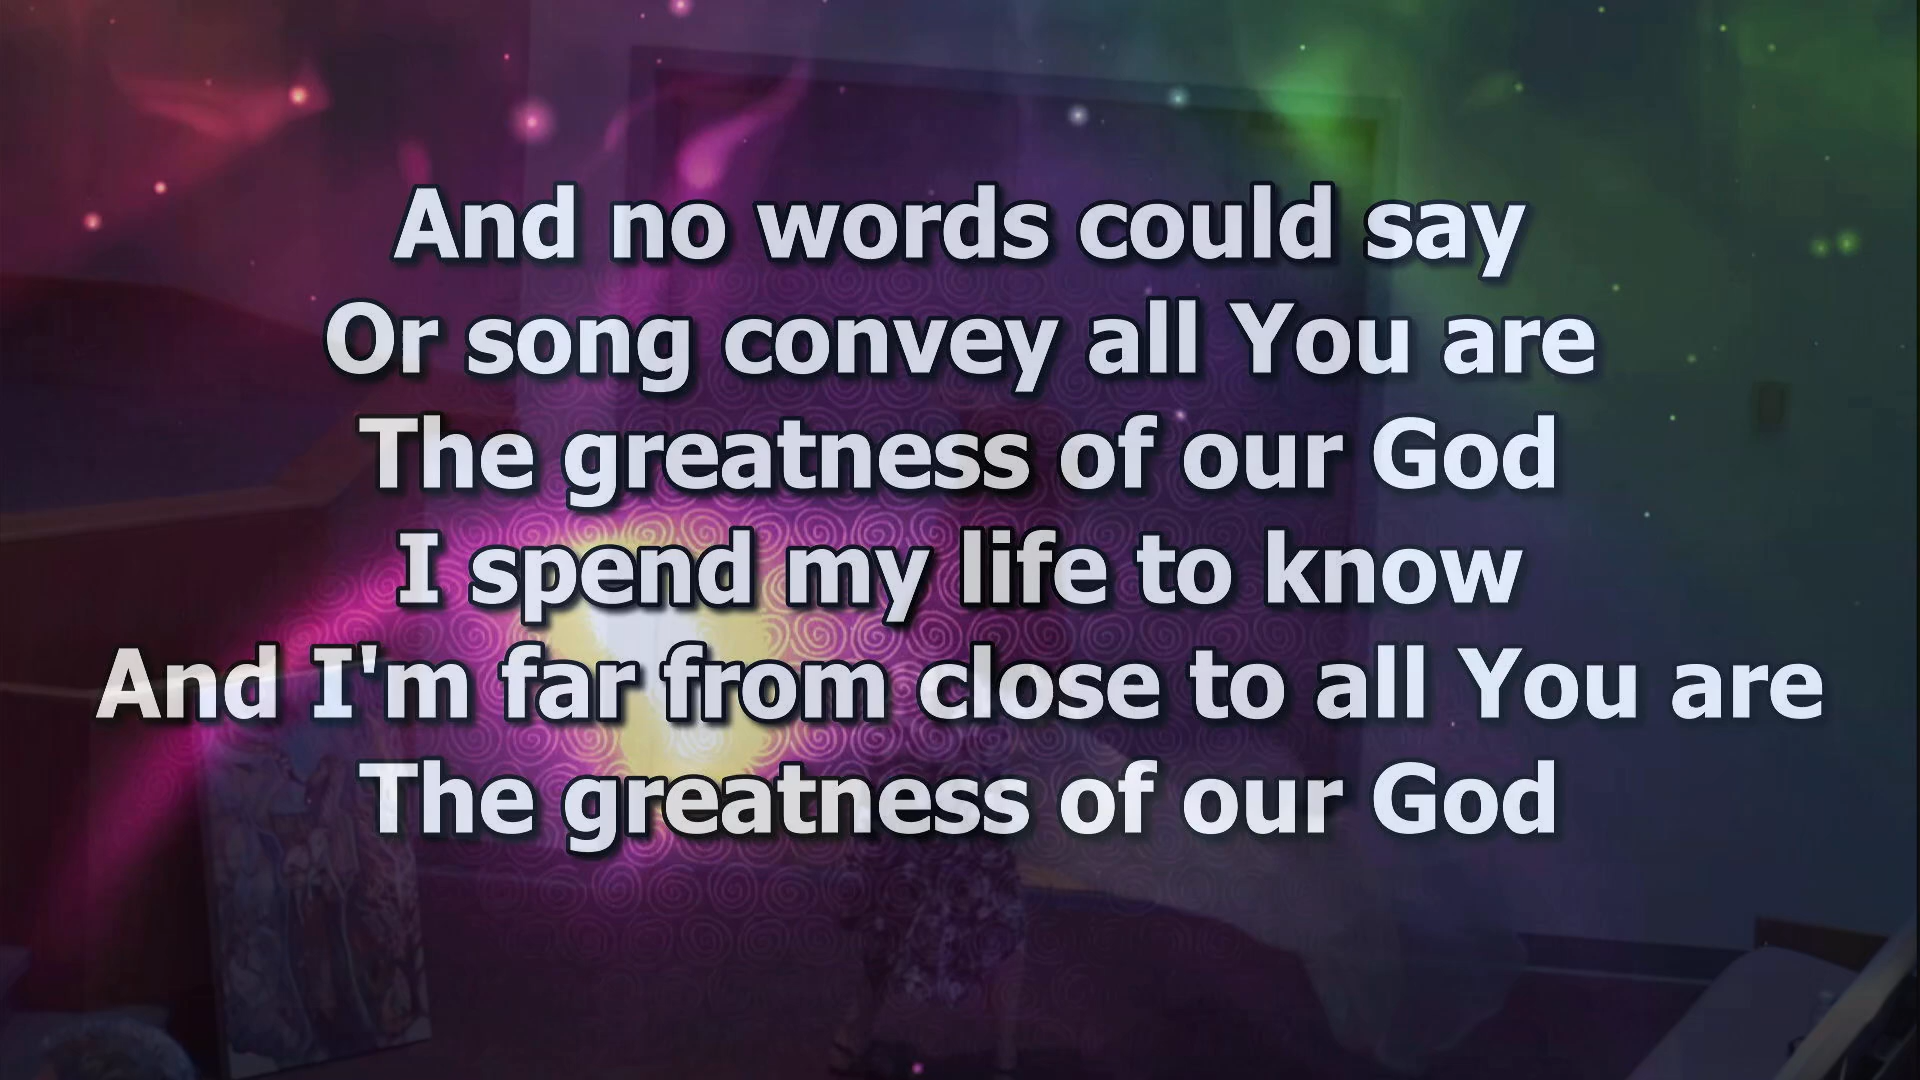 And no words could say
Or song convey all You are
The greatness of our God
I spend my life to know
And I'm far from close to all You are
The greatness of our God